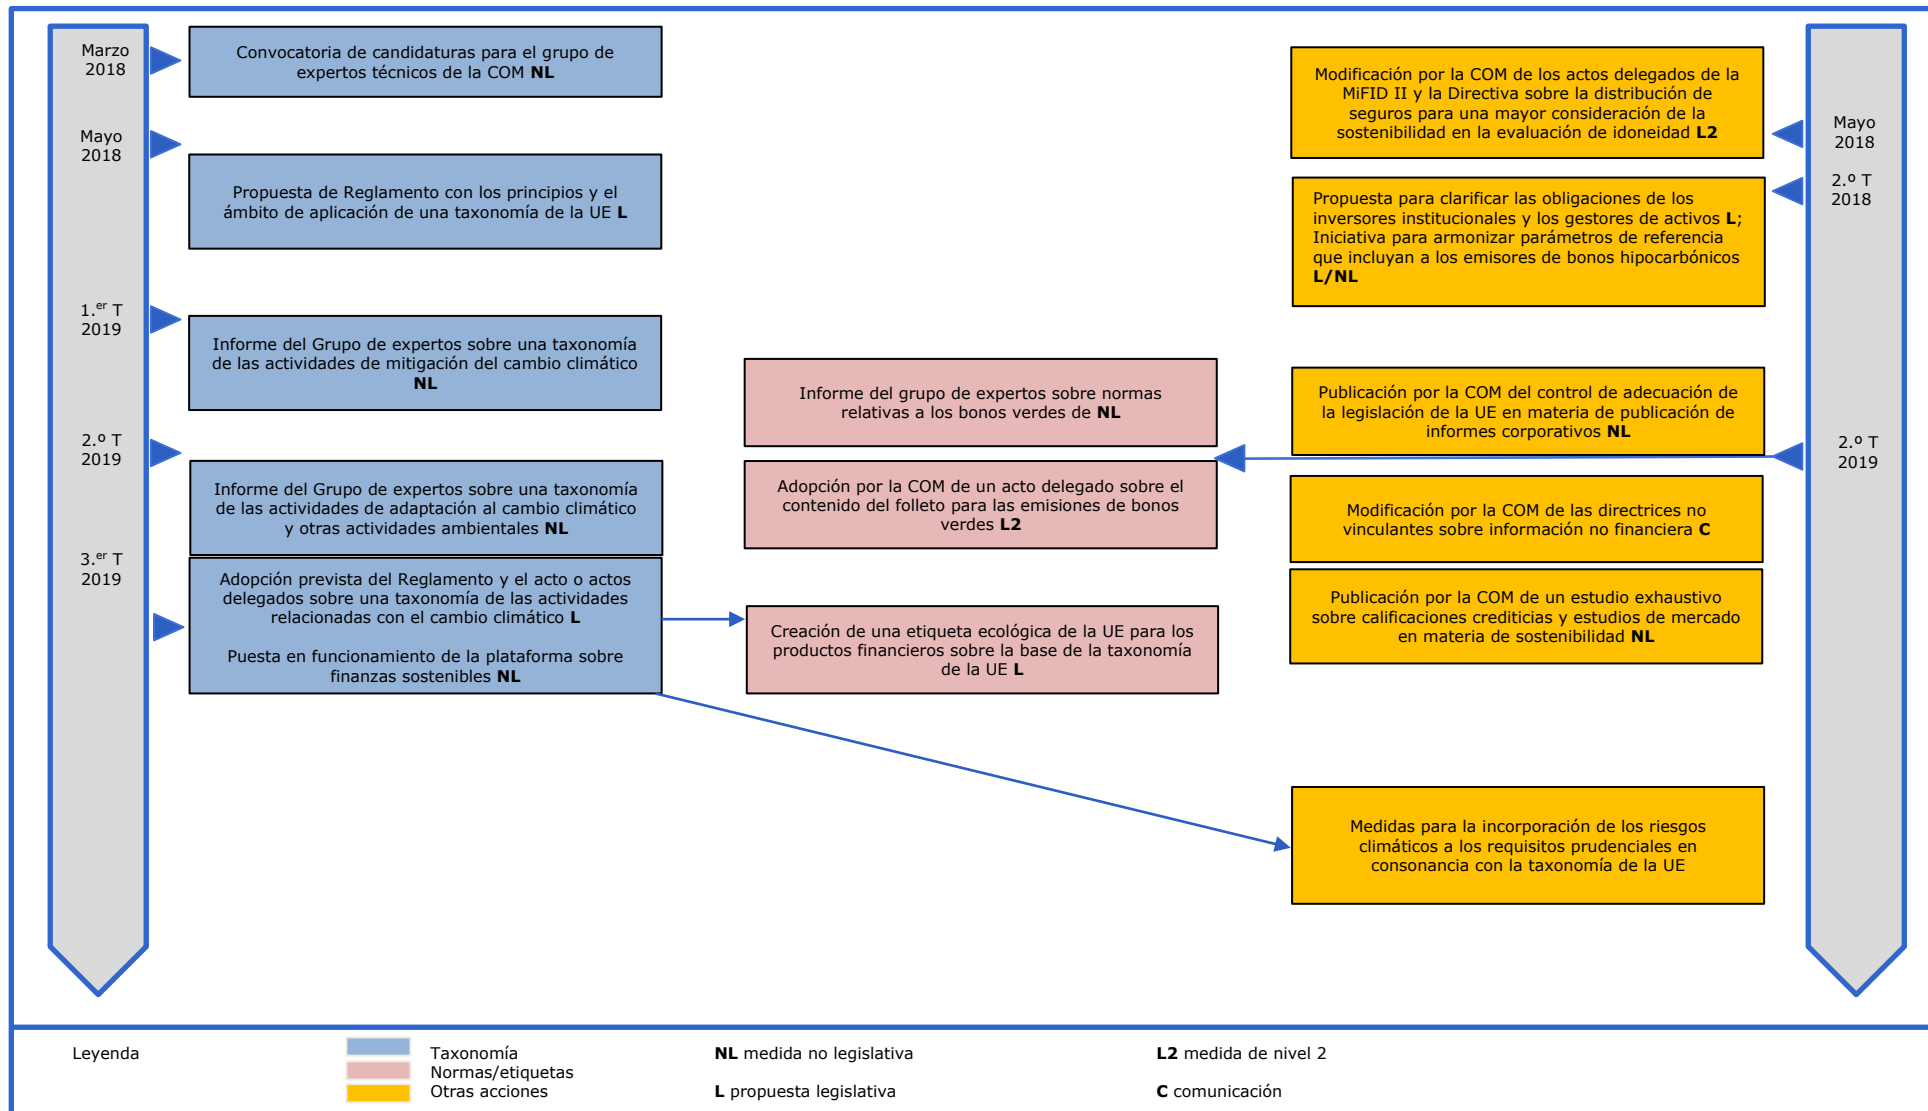 Marzo
2018
Convocatoria de candidaturas para el grupo de
expertos técnicos de la COM NL
Mayo
2018
Propuesta de Reglamento con los principios y el
ámbito de aplicación de una taxonomía de la UE L
1.er T
2019
Informe del Grupo de expertos sobre una taxonomía
de las actividades de mitigación del cambio climático
NL
2.º T
2019
Informe del Grupo de expertos sobre una taxonomía
de las actividades de adaptación al cambio climático
y otras actividades ambientales NL
3.er T
2019
Adopción prevista del Reglamento y el acto o actos
delegados sobre una taxonomía de las actividades
relacionadas con el cambio climático L
Puesta en funcionamiento de la plataforma sobre
finanzas sostenibles NL
Informe del grupo de expertos sobre normas
relativas a los bonos verdes de NL
Adopción por la COM de un acto delegado sobre el
contenido del folleto para las emisiones de bonos
verdes L2
Creación de una etiqueta ecológica de la UE para los
productos financieros sobre la base de la taxonomía
de la UE L
Modificación por la COM de los actos delegados de la
MiFID II y la Directiva sobre la distribución de
seguros para una mayor consideración de la
sostenibilidad en la evaluación de idoneidad L2
Mayo
2018
Propuesta para clarificar las obligaciones de los
inversores institucionales y los gestores de activos L;
Iniciativa para armonizar parámetros de referencia
que incluyan a los emisores de bonos hipocarbónicos
L/NL
2.º T
2018
Publicación por la COM del control de adecuación de
la legislación de la UE en materia de publicación de
informes corporativos NL
2.º T
2019
Modificación por la COM de las directrices no
vinculantes sobre información no financiera C
Publicación por la COM de un estudio exhaustivo
sobre calificaciones crediticias y estudios de mercado
en materia de sostenibilidad NL
Medidas para la incorporación de los riesgos
climáticos a los requisitos prudenciales en
consonancia con la taxonomía de la UE
Leyenda
Taxonomía
Normas/etiquetas
Otras acciones
NL medida no legislativa
L propuesta legislativa
L2 medida de nivel 2
C comunicación